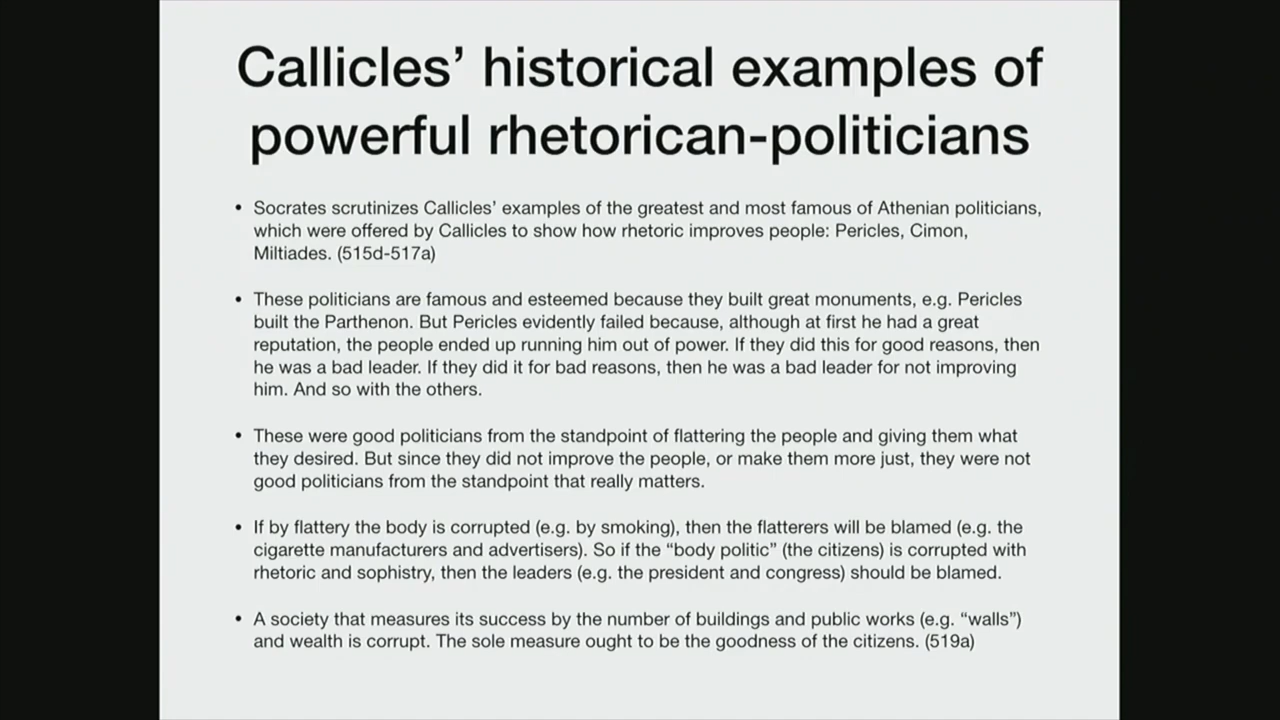 Callicles’ historical examples of
powerful rhetorican-politicians
• Socrates scrutinizes Callicles’ examples of the greatest and most famous of Athenian politicians,
which were offered by Callicles to show how rhetoric improves people: Pericles, Cimon,
Miltiades. (515d-517a)
• These politicians are famous and esteemed because they built great monuments, e.g. Pericles
built the Parthenon. But Pericles evidently failed because, although at first he had a great
reputation, the people ended up running him out of power. If they did this for good reasons, then
he was a bad leader. If they did it for bad reasons, then he was a bad leader for not improving
him. And so with the others.
• These were good politicians from the standpoint of flattering the people and giving them what
they desired. But since they did not improve the people, or make them more just, they were not
good politicians from the standpoint that really matters.
• If by flattery the body is corrupted (e.g. by smoking), then the flatterers will be blamed (e.g. the
cigarette manufacturers and advertisers). So if the “body politic” (the citizens) is corrupted with
rhetoric and sophistry, then the leaders (e.g. the president and congress) should be blamed.
• A society that measures its success by the number of buildings and public works (e.g. “walls”)
and wealth is corrupt. The sole measure ought to be the goodness of the citizens. (519a)